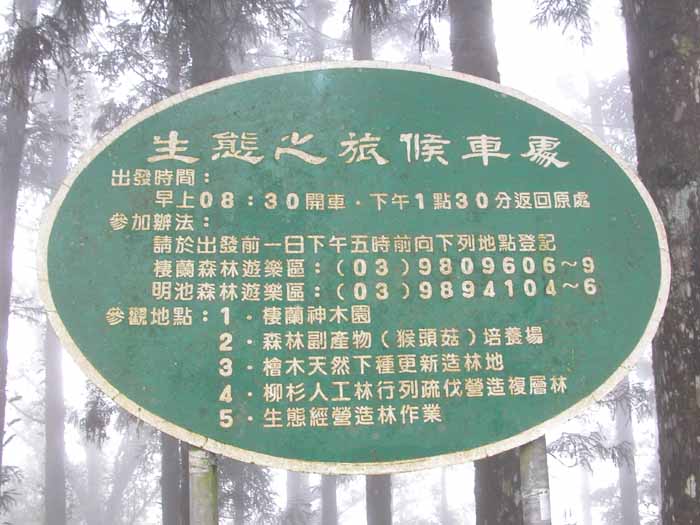 生態之旅候車處
出發時間：
早上08：30開車．下午1點30分返回原處
參加辦法：
請於出發前一日下午五時前向下列地點登記
棲蘭森林遊樂區：（03）9809606～9
明池森林遊樂區：（03）9894104～6
參觀地點：1．棲蘭神木園
2．森林副產物（猴頭菇）培養場
3．檜木天然下種更新造林地
4．柳杉人工林行列疏伐營造複層林
5．生態經營造林作業